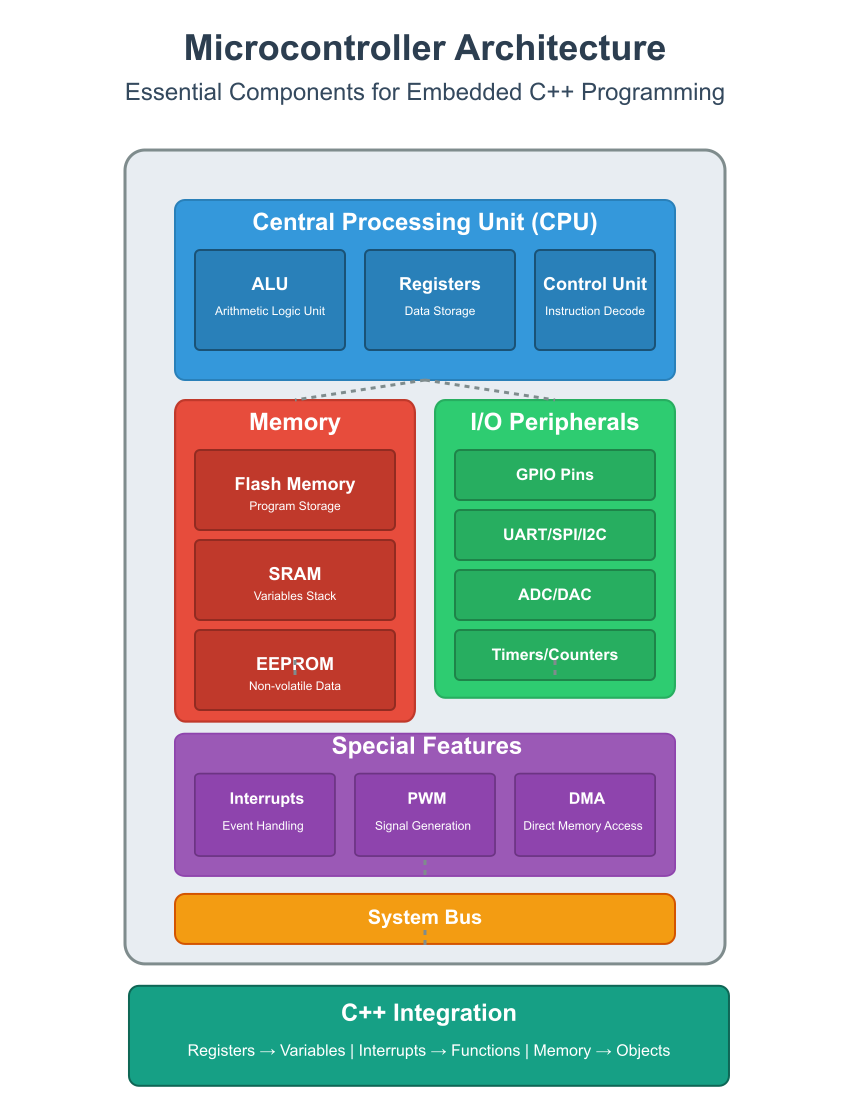 Microcontroller Architecture
Essential Components for Embedded C++ Programming
Central Processing Unit (CPU)
ALU
Arithmetic Logic Unit
Registers
Data Storage
Control Unit
Instruction Decode
Memory
Flash Memory
Program Storage
SRAM
Variables Stack
EEPROM
Non-volatile Data
I/O Peripherals
GPIO Pins
UART/SPI/I2C
ADC/DAC
Timers/Counters
Special Features
Interrupts
Event Handling
PWM
Signal Generation
DMA
Direct Memory Access
System Bus
C++ Integration
Registers → Variables | Interrupts → Functions | Memory → Objects